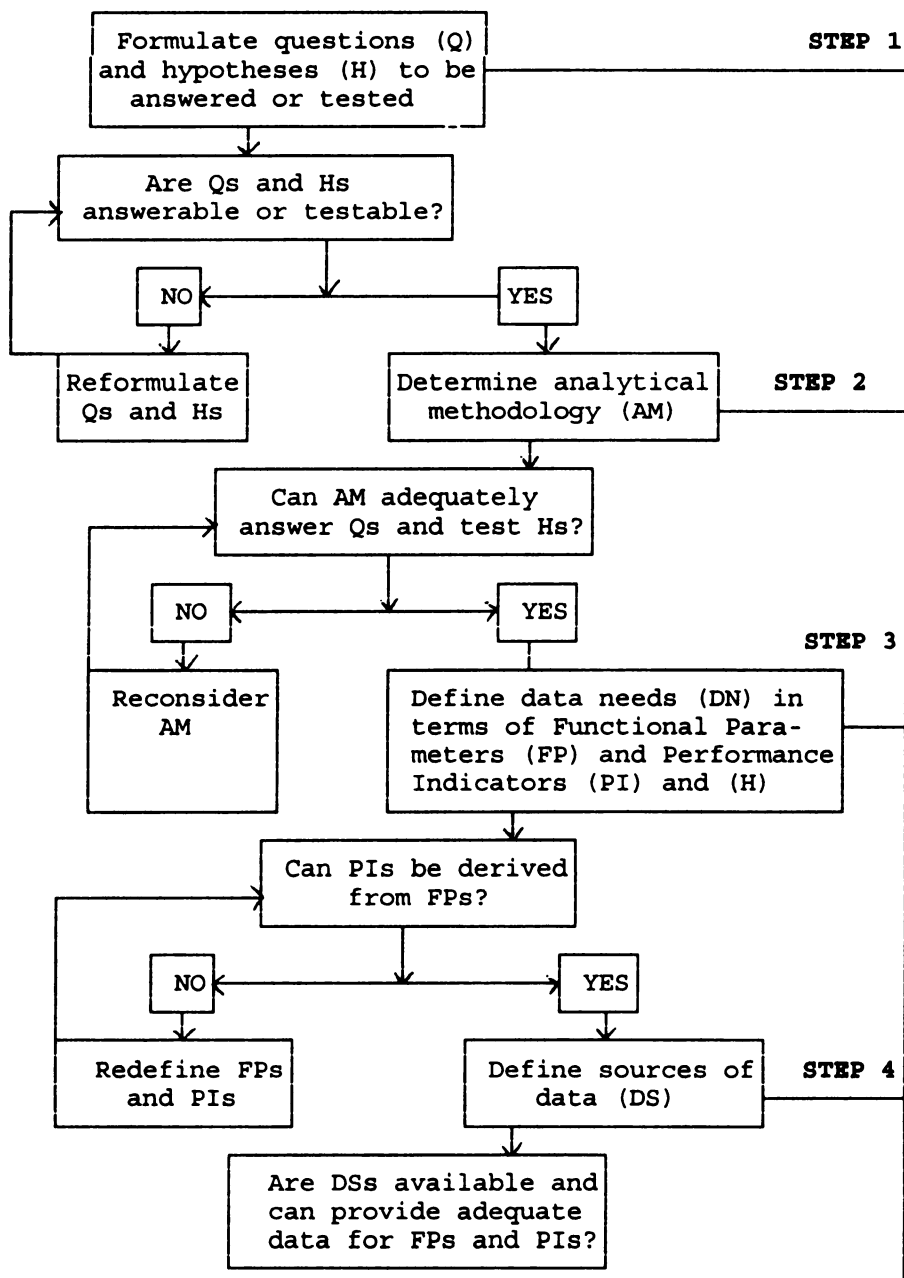 Formulate questions (Q)
and hypotheses (H) to be
answered or tested
STEP 1
Are Qs and Hs
answerable or testable?
NO
YES
Reformulate
Qs and Hs
Determine analytical
methodology (AM)
STEP 2
Can AM adequately
answer Qs and test Hs?
NO
YES
STEP 3
Reconsider
AM
Define data needs (DN) in
terms of Functional Para-
meters (FP) and Performance
Indicators (PI) and (H)
Can PIs be derived
from FPs?
NO
YES
Redefine FPs
and PIs
Define sources of
data (DS)
STEP 4
Are DSs available and
can provide adequate
data for FPs and PIs?